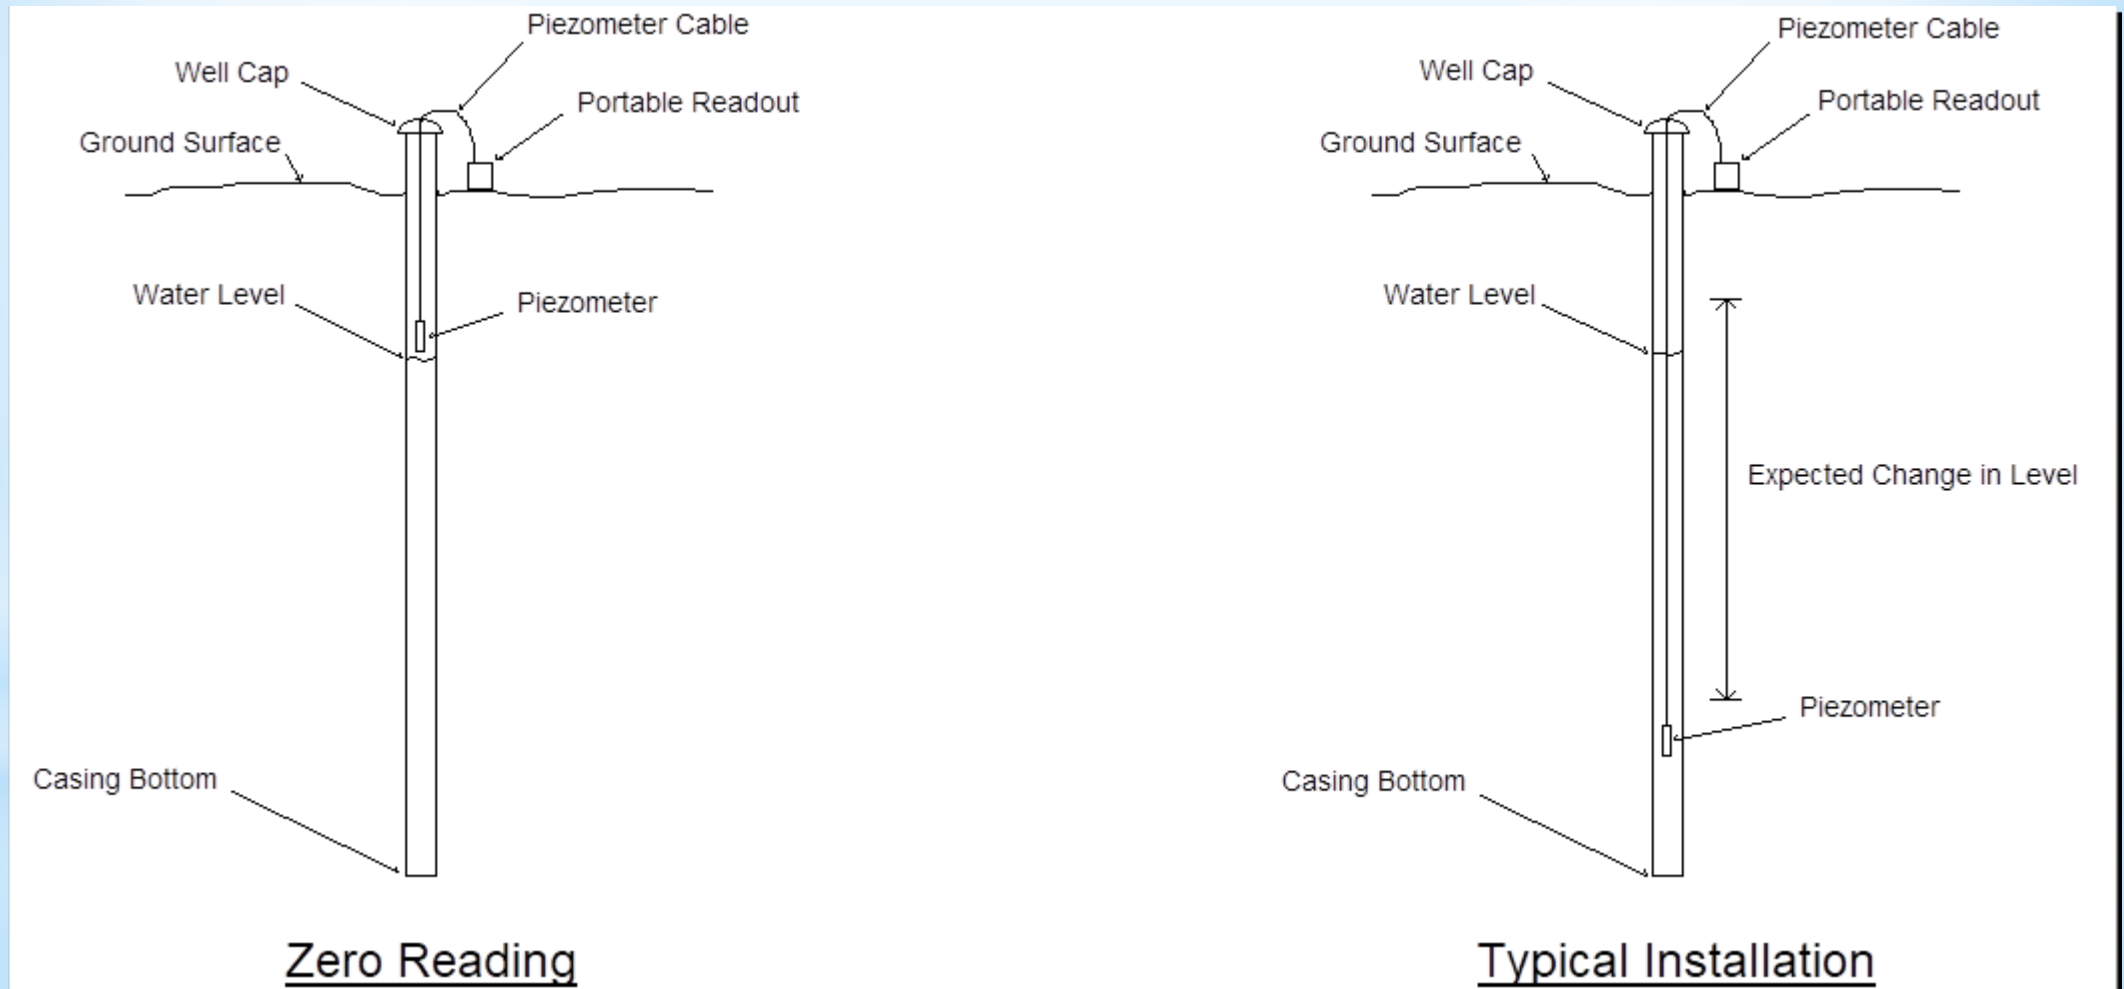 Piezometer Cable
Well Cap
Portable Readout
Ground Surface
Water Level
Piezometer
Casing Bottom
Zero Reading
Piezometer Cable
Well Cap
Portable Readout
Ground Surface
Water Level
Expected Change in Level
Piezometer
Casing Bottom
Typical Installation